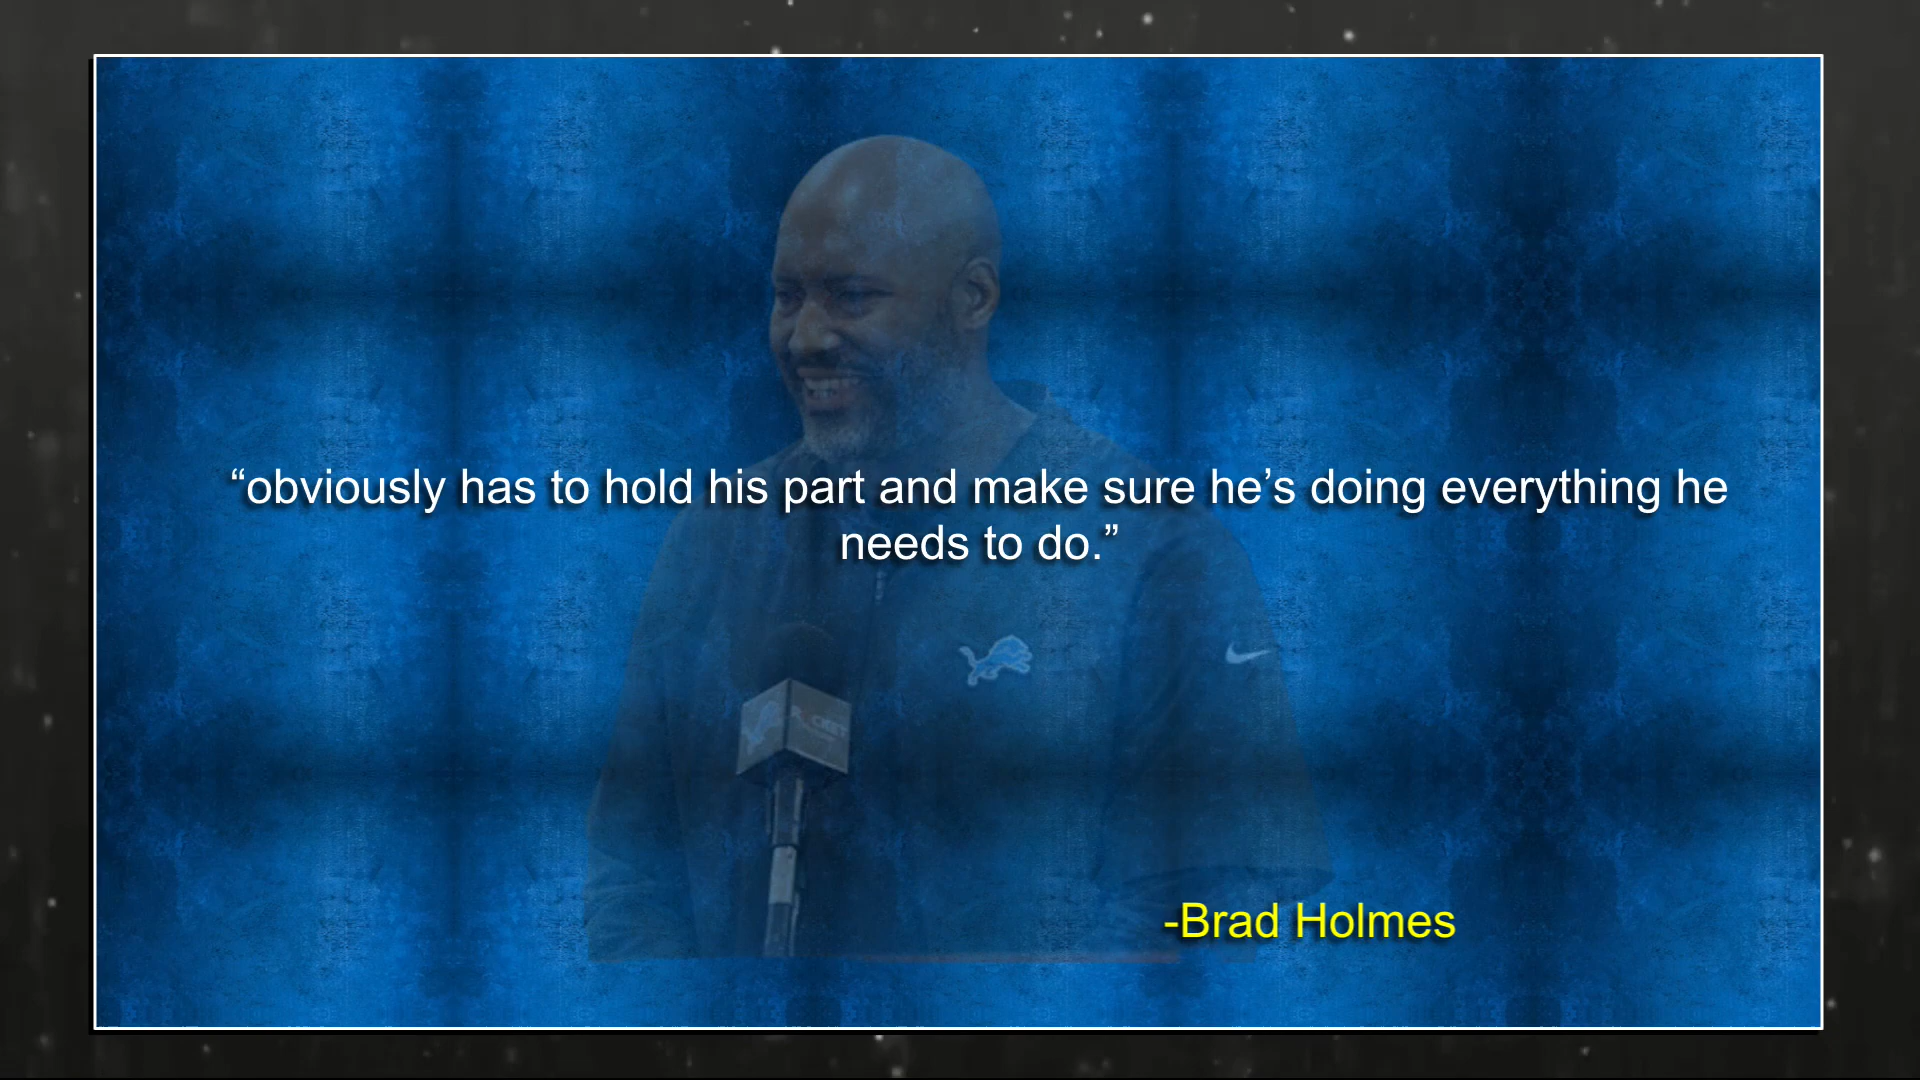 “obviously has to hold his part and make sure he’s doing everything he
needs to do.”
-Brad Holmes